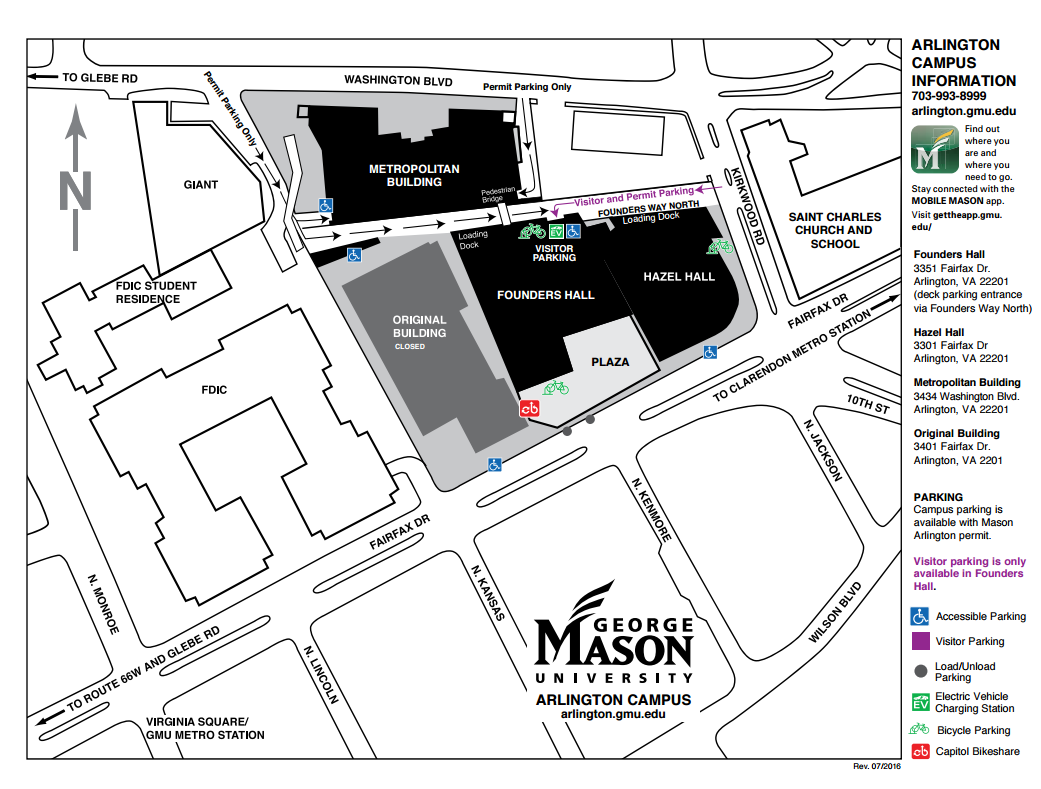 TO GLEBE RD
WASHINGTON BLVD
Permit Parking Only
Permit Parking Only
N
GIANT
METROPOLITAN
BUILDING
Pedestrian
Bridge
Visitor and Permit Parking
FOUNDERS WAY NORTH
Loading Dock
KIRKWOOD RD
SAINT CHARLES
CHURCH AND
SCHOOL
Loading
Dock
EV
VISITOR
PARKING
HAZEL HALL
FOUNDERS HALL
FDIC STUDENT
RESIDENCE
ORIGINAL
BUILDING
CLOSED
PLAZA
cb
FDIC
FAIRFAX DR
TO CLARENDON METRO STATION
10TH ST
N. JACKSON
N. KENMORE
FAIRFAX DR
N. KANSAS
N. MONROE
N. LINCOLN
WILSON BLVD
TO ROUTE 66W AND GLEBE RD
VIRGINIA SQUARE/
GMU METRO STATION
GEORGE
MASON
UNIVERSITY
ARLINGTON CAMPUS
arlington.gmu.edu
ARLINGTON
CAMPUS
INFORMATION
703-993-8999
arlington.gmu.edu
M
Find out
where you
are and
where you
need to go.
Stay connected with the
MOBILE MASON app.
Visit gettheapp.gmu.
edu/
Founders Hall
3351 Fairfax Dr.
Arlington, VA 22201
(deck parking entrance
via Founders Way North)
Hazel Hall
3301 Fairfax Dr
Arlington, VA 22201
Metropolitan Building
3434 Washington Blvd.
Arlington, VA 22201
Original Building
3401 Fairfax Dr.
Arlington, VA 2201
PARKING
Campus parking is
available with Mason
Arlington permit.
Visitor parking is only
available in Founders
Hall.
Accessible Parking
Visitor Parking
Load/Unload
Parking
EV
Electric Vehicle
Charging Station
Bicycle Parking
cb
Capitol Bikeshare
Rev. 07/2016